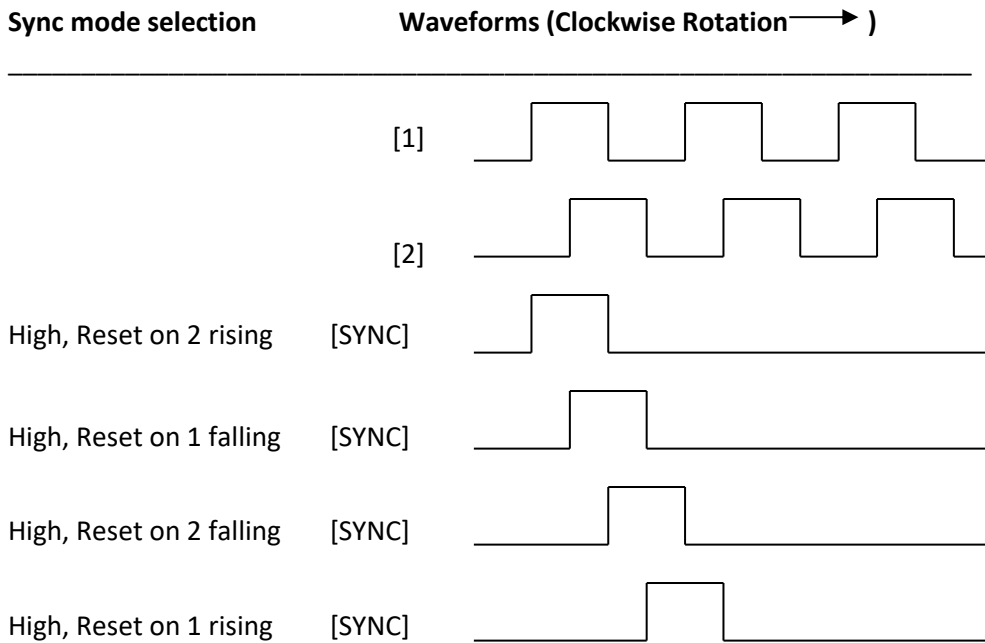 Sync mode selection Waveforms (Clockwise Rotation )
[1]
[2]
High, Reset on 2 rising [SYNC]
High, Reset on 1 falling [SYNC]
High, Reset on 2 falling [SYNC]
High, Reset on 1 rising [SYNC]